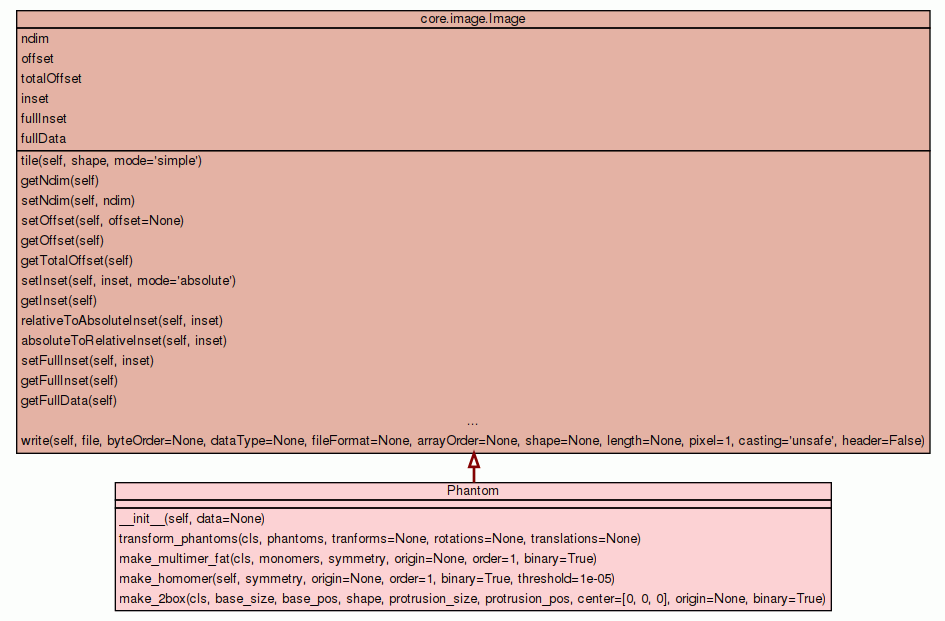 core.image.Image
ndim
offset
totalOffset
inset
fullInset
fullData
tile(self, shape, mode='simple')
getNdim(self)
setNdim(self, ndim)
setOffset(self, offset=None)
getOffset(self)
getTotalOffset(self)
setInset(self, inset, mode='absolute')
getInset(self)
relativeToAbsoluteInset(self, inset)
absoluteToRelativeInset(self, inset)
setFullInset(self, inset)
getFullInset(self)
getFullData(self)
...
write(self, file, byteOrder=None, dataType=None, fileFormat=None, arrayOrder=None, shape=None, length=None, pixel=1, casting='unsafe', header=False)
Phantom
__init__(self, data=None)
transform_phantoms(cls, phantoms, tranforms=None, rotations=None, translations=None)
make_multimer_fat(cls, monomers, symmetry, origin=None, order=1, binary=True)
make_homomer(self, symmetry, origin=None, order=1, binary=True, threshold=1e-05)
make_2box(cls, base_size, base_pos, shape, protrusion_size, protrusion_pos, center=[0, 0, 0], origin=None, binary=True)